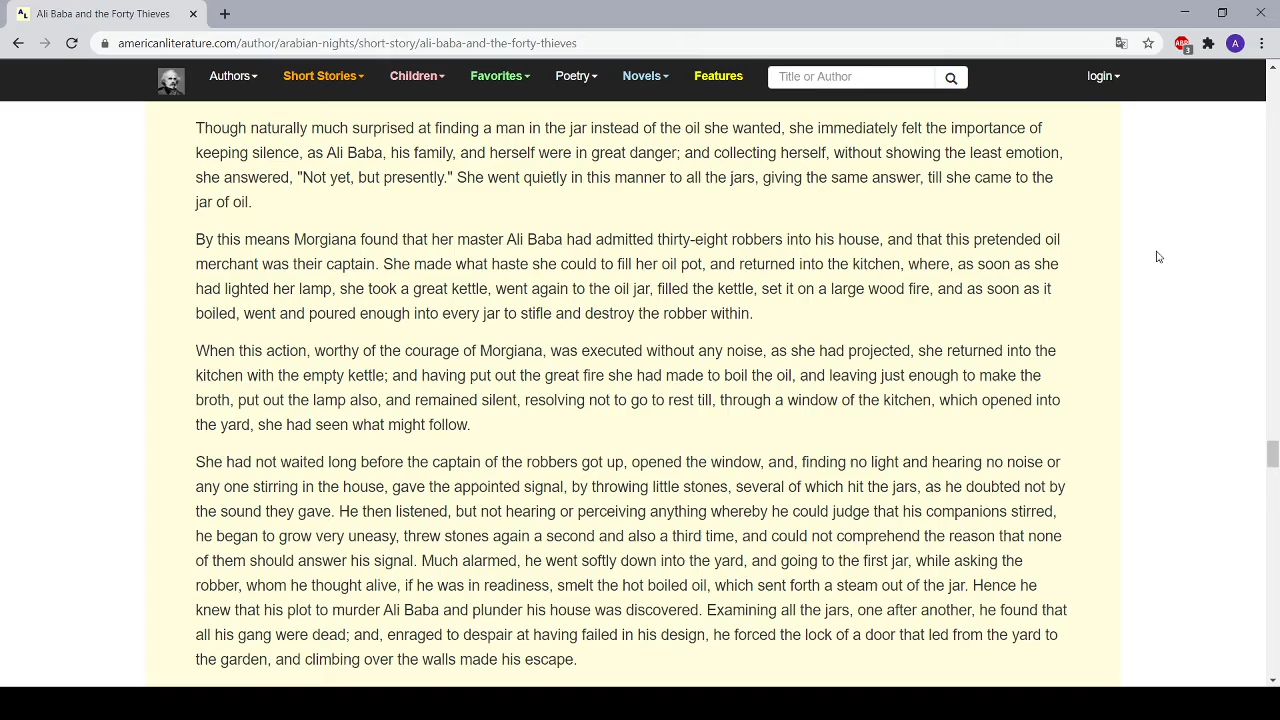 Ali Baba and the Forty Thieves
americanliterature.com/author/arabian-nights/short-story/ali-baba-and-the-forty-thieves
ABP
3
A
Authors
Short Stories
Children
Favorites
Poetry
Novels
Features
Title or Author
login
Though naturally much surprised at finding a man in the jar instead of the oil she wanted, she immediately felt the importance of
keeping silence, as Ali Baba, his family, and herself were in great danger; and collecting herself, without showing the least emotion,
she answered, "Not yet, but presently." She went quietly in this manner to all the jars, giving the same answer, till she came to the
jar of oil.
By this means Morgiana found that her master Ali Baba had admitted thirty-eight robbers into his house, and that this pretended oil
merchant was their captain. She made what haste she could to fill her oil pot, and returned into the kitchen, where, as soon as she
had lighted her lamp, she took a great kettle, went again to the oil jar, filled the kettle, set it on a large wood fire, and as soon as it
boiled, went and poured enough into every jar to stifle and destroy the robber within.
When this action, worthy of the courage of Morgiana, was executed without any noise, as she had projected, she returned into the
kitchen with the empty kettle; and having put out the great fire she had made to boil the oil, and leaving just enough to make the
broth, put out the lamp also, and remained silent, resolving not to go to rest till, through a window of the kitchen, which opened into
the yard, she had seen what might follow.
She had not waited long before the captain of the robbers got up, opened the window, and, finding no light and hearing no noise or
any one stirring in the house, gave the appointed signal, by throwing little stones, several of which hit the jars, as he doubted not by
the sound they gave. He then listened, but not hearing or perceiving anything whereby he could judge that his companions stirred,
he began to grow very uneasy, threw stones again a second and also a third time, and could not comprehend the reason that none
of them should answer his signal. Much alarmed, he went softly down into the yard, and going to the first jar, while asking the
robber, whom he thought alive, if he was in readiness, smelt the hot boiled oil, which sent forth a steam out of the jar. Hence he
knew that his plot to murder Ali Baba and plunder his house was discovered. Examining all the jars, one after another, he found that
all his gang were dead; and, enraged to despair at having failed in his design, he forced the lock of a door that led from the yard to
the garden, and climbing over the walls made his escape.